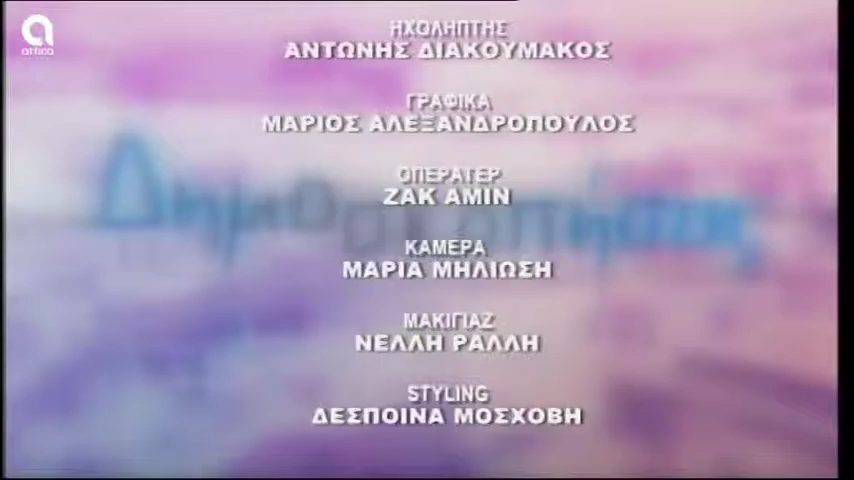 attica
ΗΧΟΛΗΠΤΗΣ
ΑΝΤΩΝΗΣ ΔΙΑΚΟΥΜΑΚΟΣ
ΓΡΑΦΙΚΑ
ΜΑΡΙΟΣ ΑΛΕΞΑΝΔΡΟΠΟΥΛΟΣ
ΟΠΕΡΑΤΕΡ
ΖΑΚ ΑΜΙΝ
ΚΑΜΕΡΑ
ΜΑΡΙΑ ΜΗΛΙΩΣΗ
ΜΑΚΙΓΙΑΖ
ΝΕΛΛΗ ΡΑΛΛΗ
STYLING
ΔΕΣΠΟΙΝΑ ΜΟΣΧΟΒΗ